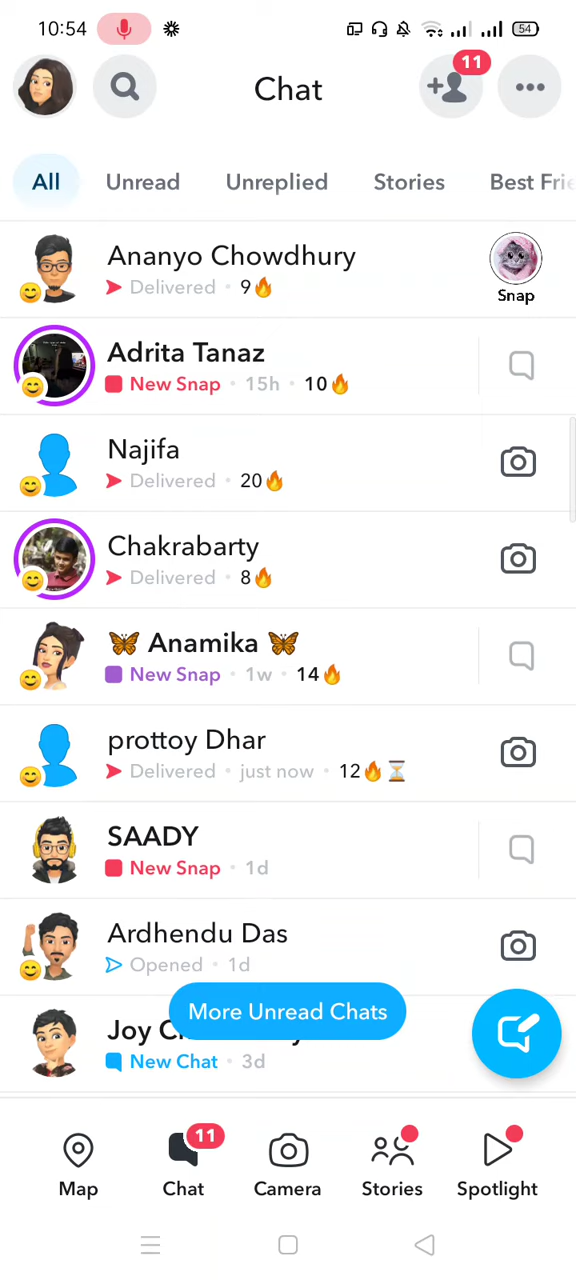 10:54
54
Chat
11
All Unread Unreplied Stories Best Frie
Ananyo Chowdhury
Delivered • 9🔥
Snap
Adrita Tanaz
New Snap • 15h • 10🔥
Najifa
Delivered • 20🔥
Chakrabarty
Delivered • 8🔥
🦋 Anamika 🦋
New Snap • 1w • 14🔥
prottoy Dhar
Delivered • just now • 12🔥⌛
SAADY
New Snap • 1d
Ardhendu Das
Opened • 1d
More Unread Chats
Joy
New Chat • 3d
11
Map Chat Camera Stories Spotlight